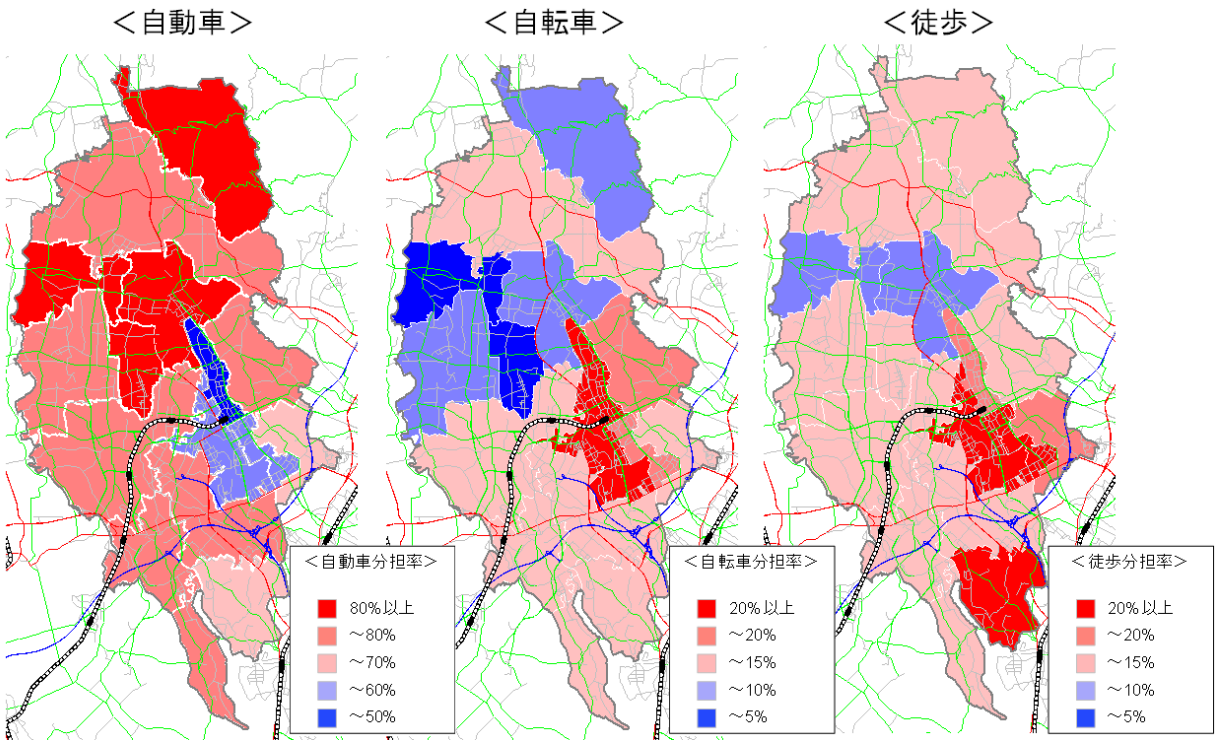 ＜自動車＞
＜自転車＞
＜徒歩＞
＜自動車分担率＞
80%以上
～80%
～70%
～60%
～50%
＜自転車分担率＞
20%以上
～20%
～15%
～10%
～5%
＜徒歩分担率＞
20%以上
～20%
～15%
～10%
～5%